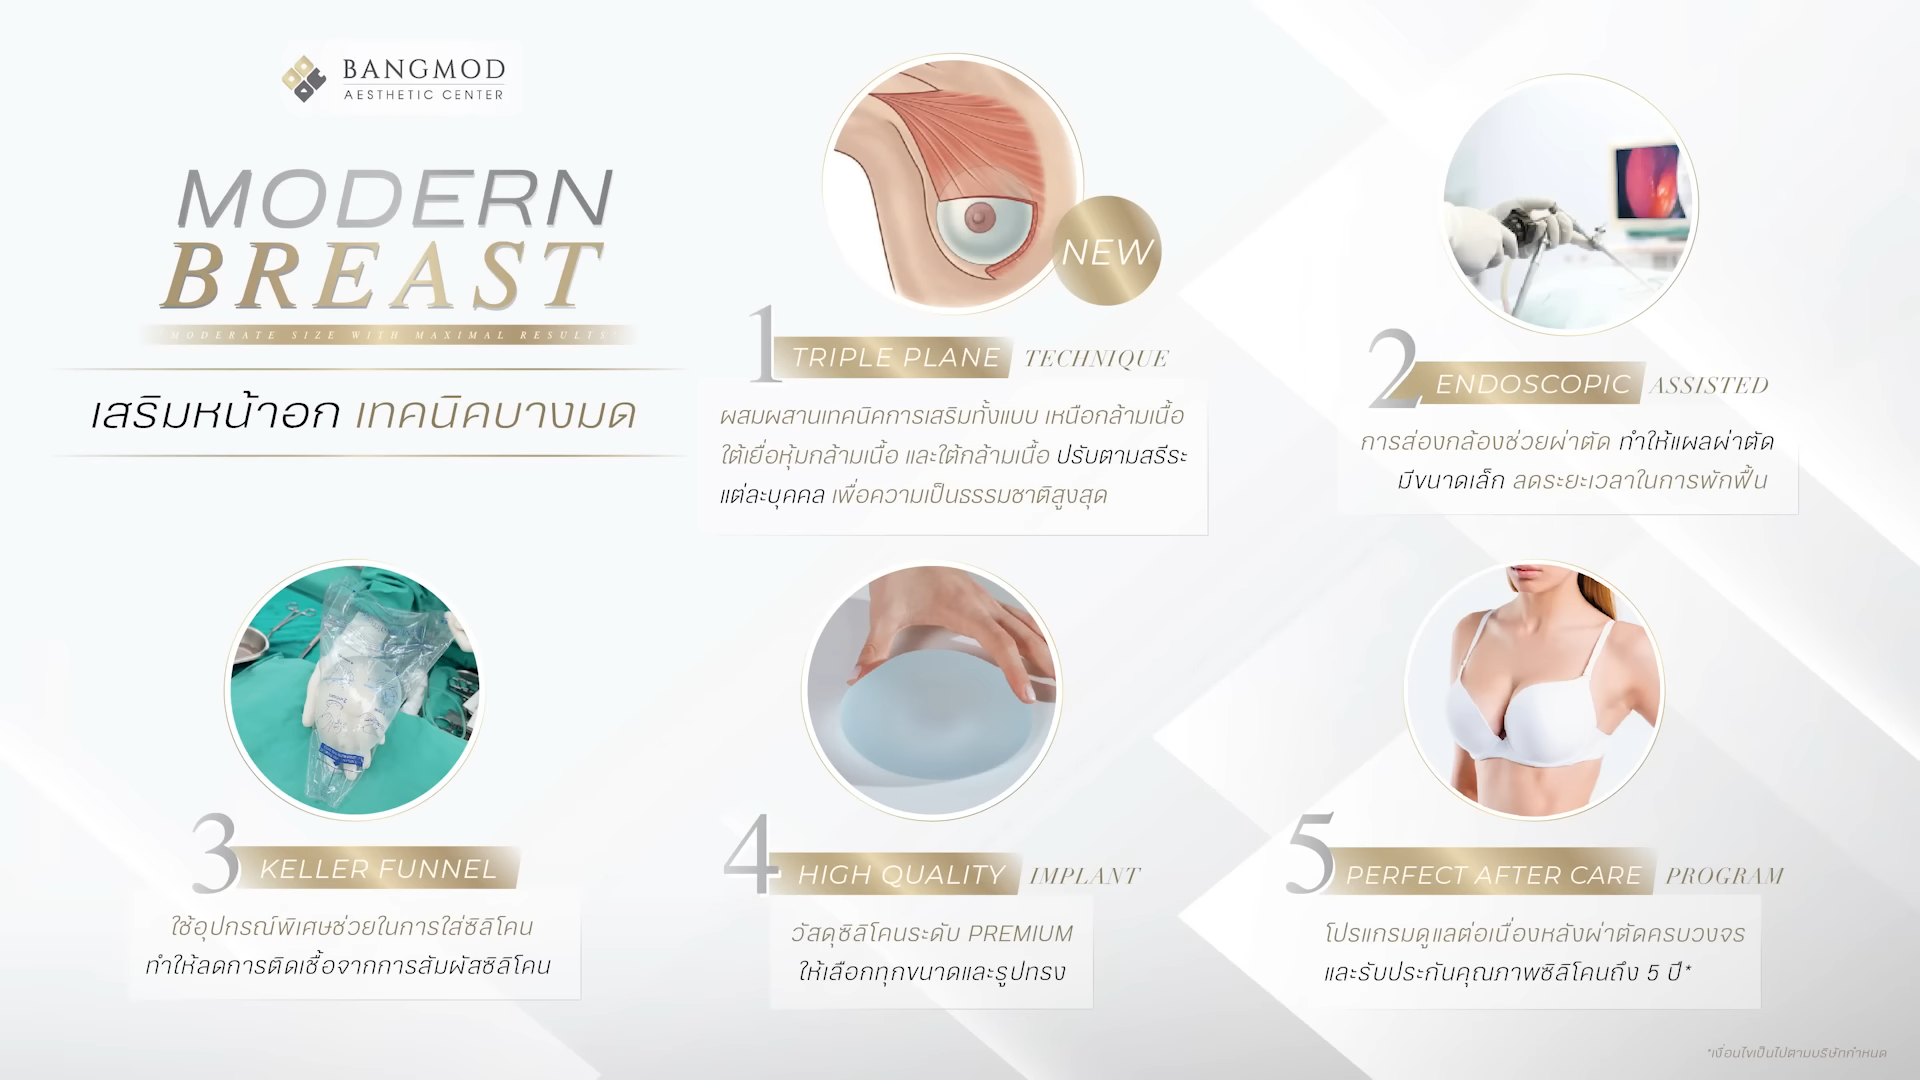 BANGMOD
AESTHETIC CENTER
MODERN
BREAST
MODERATE SIZE WITH MAXIMAL RESULTS
เสริมหน้าอก เทคนิคบางมด
NEW
1 TRIPLE PLANE TECHNIQUE
ผสมผสานเทคนิคการเสริมทั้งแบบ เหนือกล้ามเนื้อ
ใต้เยื่อหุ้มกล้ามเนื้อ และใต้กล้ามเนื้อ ปรับตามสรีระ
แต่ละบุคคล เพื่อความเป็นธรรมชาติสูงสุด
2 ENDOSCOPIC ASSISTED
การส่องกล้องช่วยผ่าตัด ทำให้แผลผ่าตัด
มีขนาดเล็ก ลดระยะเวลาในการพักฟื้น
3 KELLER FUNNEL
ใช้อุปกรณ์พิเศษช่วยในการใส่ซิลิโคน
ทำให้ลดการติดเชื้อจากการสัมผัสซิลิโคน
4 HIGH QUALITY IMPLANT
วัสดุซิลิโคนระดับ PREMIUM
ให้เลือกทุกขนาดและรูปทรง
5 PERFECT AFTER CARE PROGRAM
โปรแกรมดูแลต่อเนื่องหลังผ่าตัดครบวงจร
และรับประกันคุณภาพซิลิโคนถึง 5 ปี*
*เงื่อนไขเป็นไปตามบริษัทกำหนด